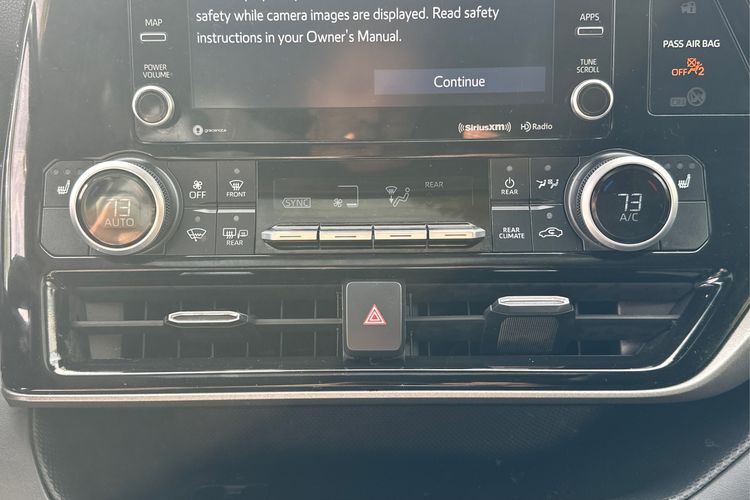 safety while camera images are displayed. Read safety
instructions in your Owner's Manual.
Continue
MAP
POWER
VOLUME
APPS
TUNE
SCROLL
gracenote
SiriusXM
HD Radio
PASS AIR BAG
OFF 2
73
AUTO
OFF
FRONT
REAR
SYNC
REAR
REAR
REAR
CLIMATE
73
A/C